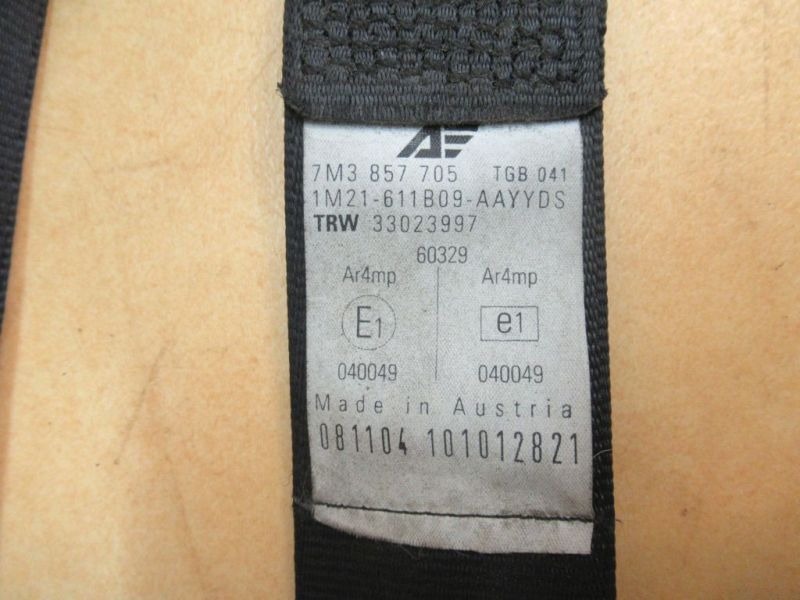 AE
7M3 857 705 TGB 041
1M21-611B09-AAYYDS
TRW 33023997
60329
Ar4mp Ar4mp
E1 e1
040049 040049
Made in Austria
081104 101012821